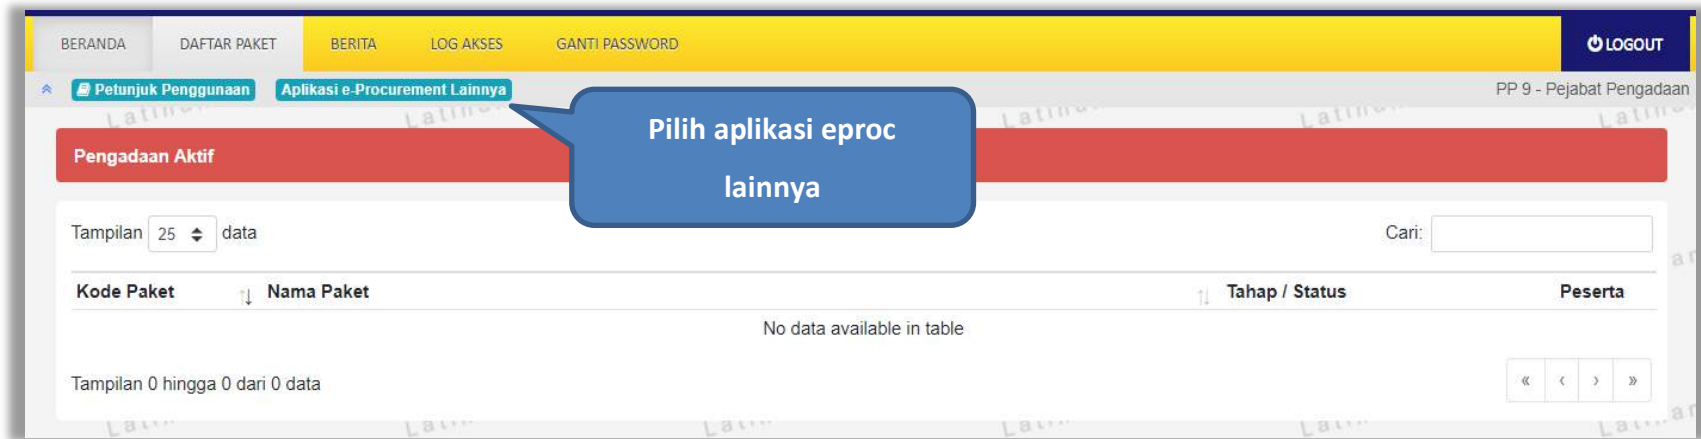 BERANDA DAFTAR PAKET BERITA LOG AKSES GANTI PASSWORD LOGOUT
Petunjuk Penggunaan Aplikasi e-Procurement Lainnya PP 9 - Pejabat Pengadaan
Pilih aplikasi eproc
lainnya
Pengadaan Aktif
Tampilan 25 data Cari:
Kode Paket Nama Paket Tahap / Status Peserta
No data available in table
Tampilan 0 hingga 0 dari 0 data « ‹ › »